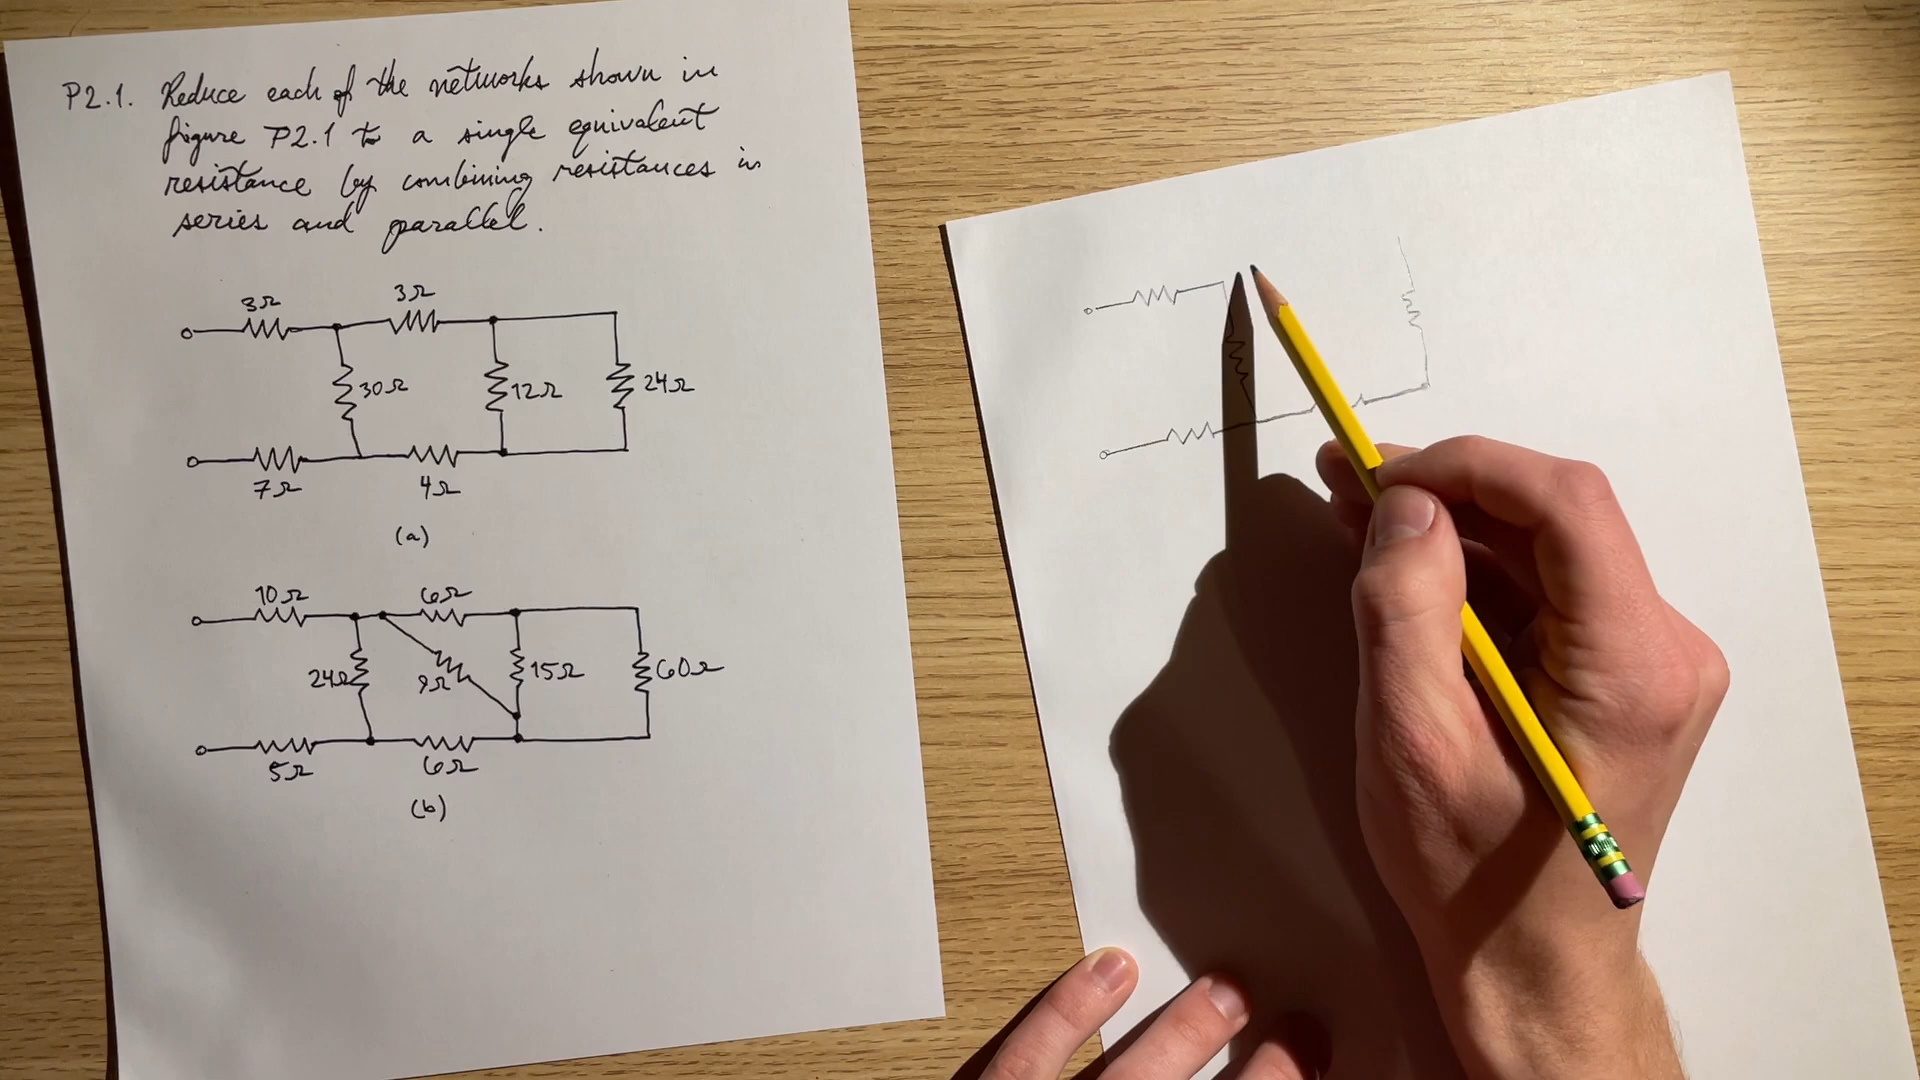 P2.1. Reduce each of the networks shown in
figure P2.1 to a single equivalent
resistance by combining resistances in
series and parallel.
3Ω 3Ω
30Ω 12Ω 24Ω
7Ω 4Ω
(a)
10Ω 6Ω
24Ω 9Ω 15Ω 60Ω
5Ω 6Ω
(b)